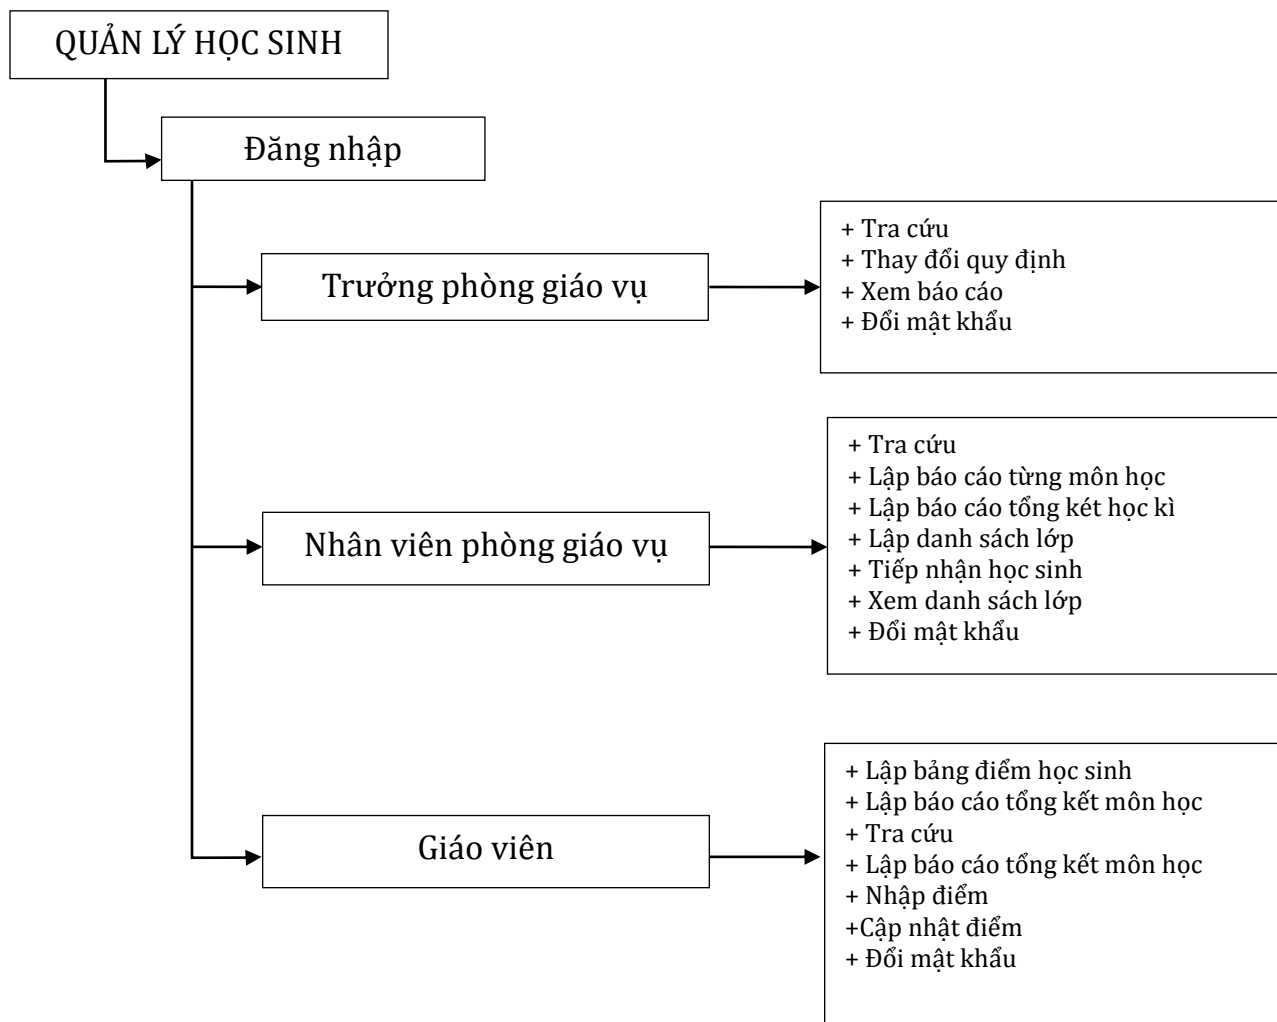 QUẢN LÝ HỌC SINH
Đăng nhập
Trưởng phòng giáo vụ
+ Tra cứu
+ Thay đổi quy định
+ Xem báo cáo
+ Đổi mật khẩu
Nhân viên phòng giáo vụ
+ Tra cứu
+ Lập báo cáo từng môn học
+ Lập báo cáo tổng kết học kì
+ Lập danh sách lớp
+ Tiếp nhận học sinh
+ Xem danh sách lớp
+ Đổi mật khẩu
Giáo viên
+ Lập bảng điểm học sinh
+ Lập báo cáo tổng kết môn học
+ Tra cứu
+ Lập báo cáo tổng kết môn học
+ Nhập điểm
+Cập nhật điểm
+ Đổi mật khẩu